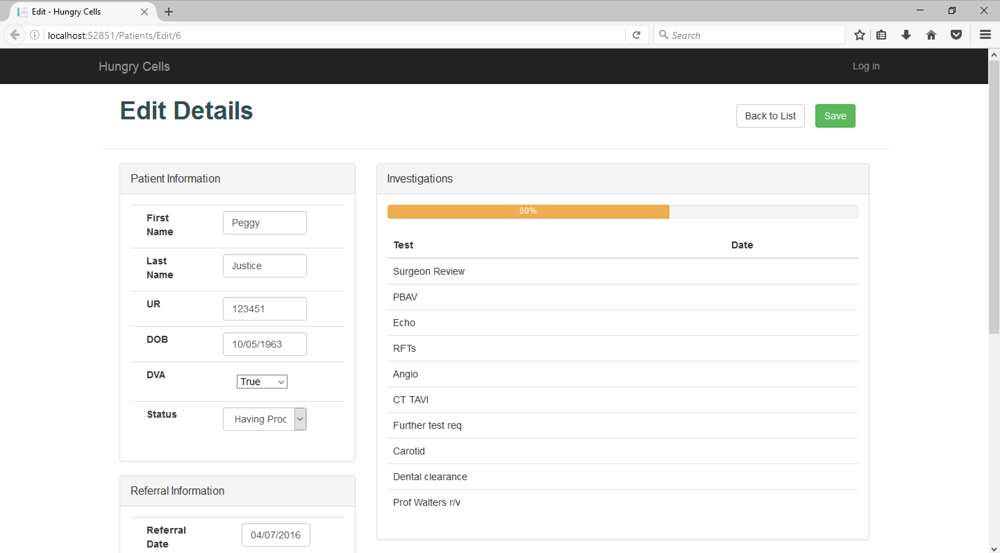 Edit - Hungry Cells
localhost:52851/Patients/Edit/6
Search
Hungry Cells
Log in
Edit Details
Back to List
Save
Patient Information
First
Name
Peggy
Last
Name
Justice
UR
123451
DOB
10/05/1963
DVA
True
Status
Having Proc
Referral Information
Referral
Date
04/07/2016
Investigations
60%
Test
Date
Surgeon Review
PBAV
Echo
RFTs
Angio
CT TAVI
Further test req
Carotid
Dental clearance
Prof Walters r/v